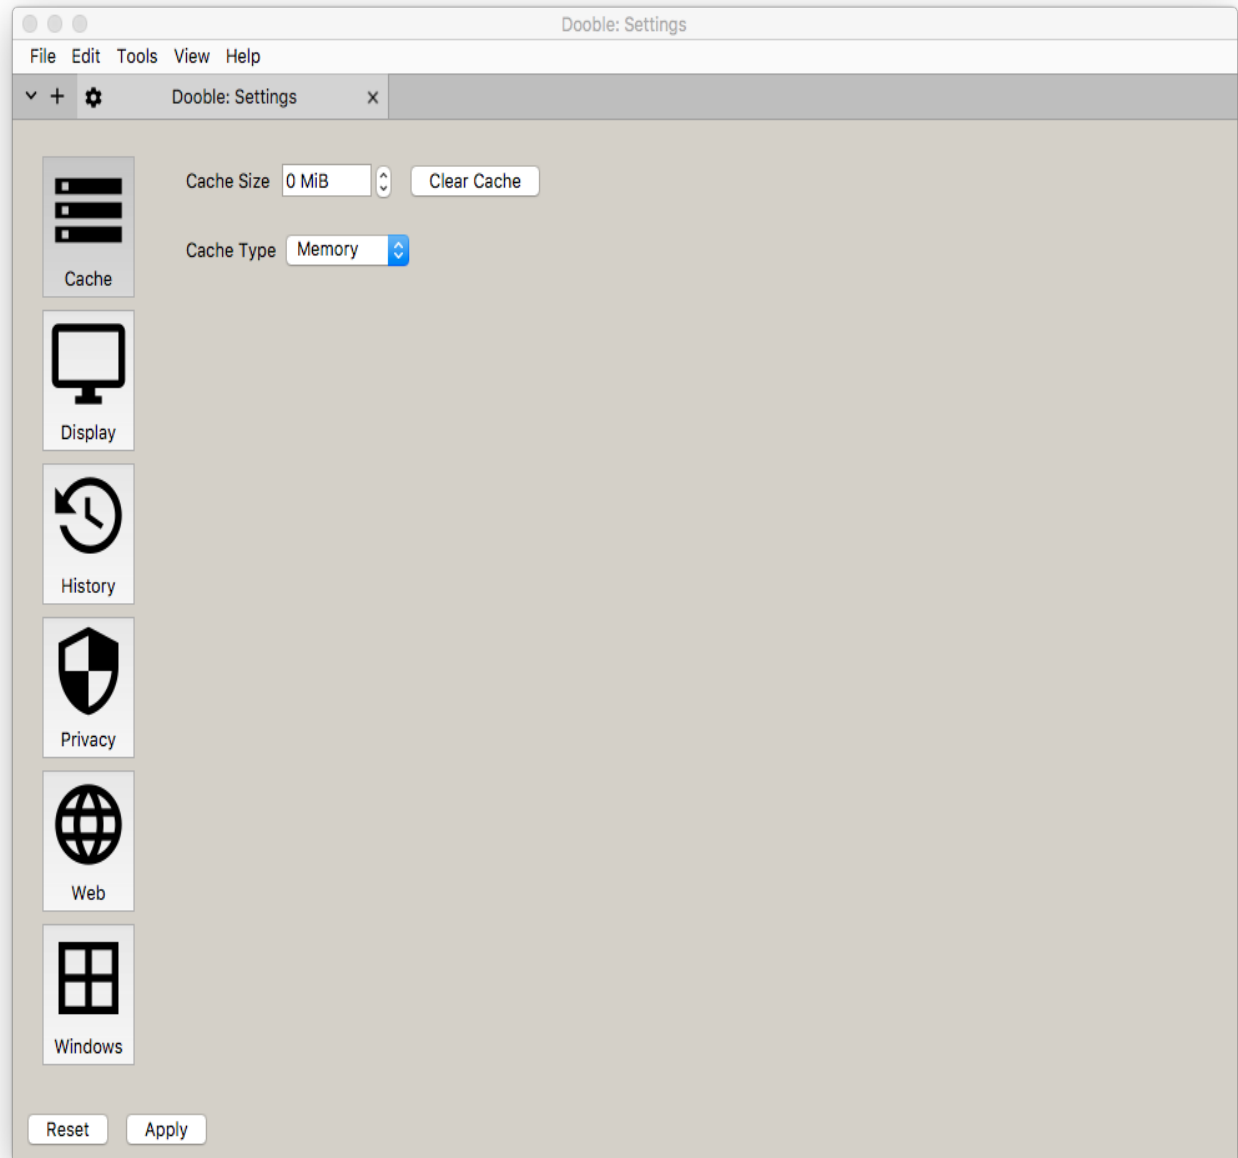 Dooble: Settings
File Edit Tools View Help
Dooble: Settings
Cache Size 0 MiB Clear Cache
Cache Type Memory
Cache
Display
History
Privacy
Web
Windows
Reset Apply